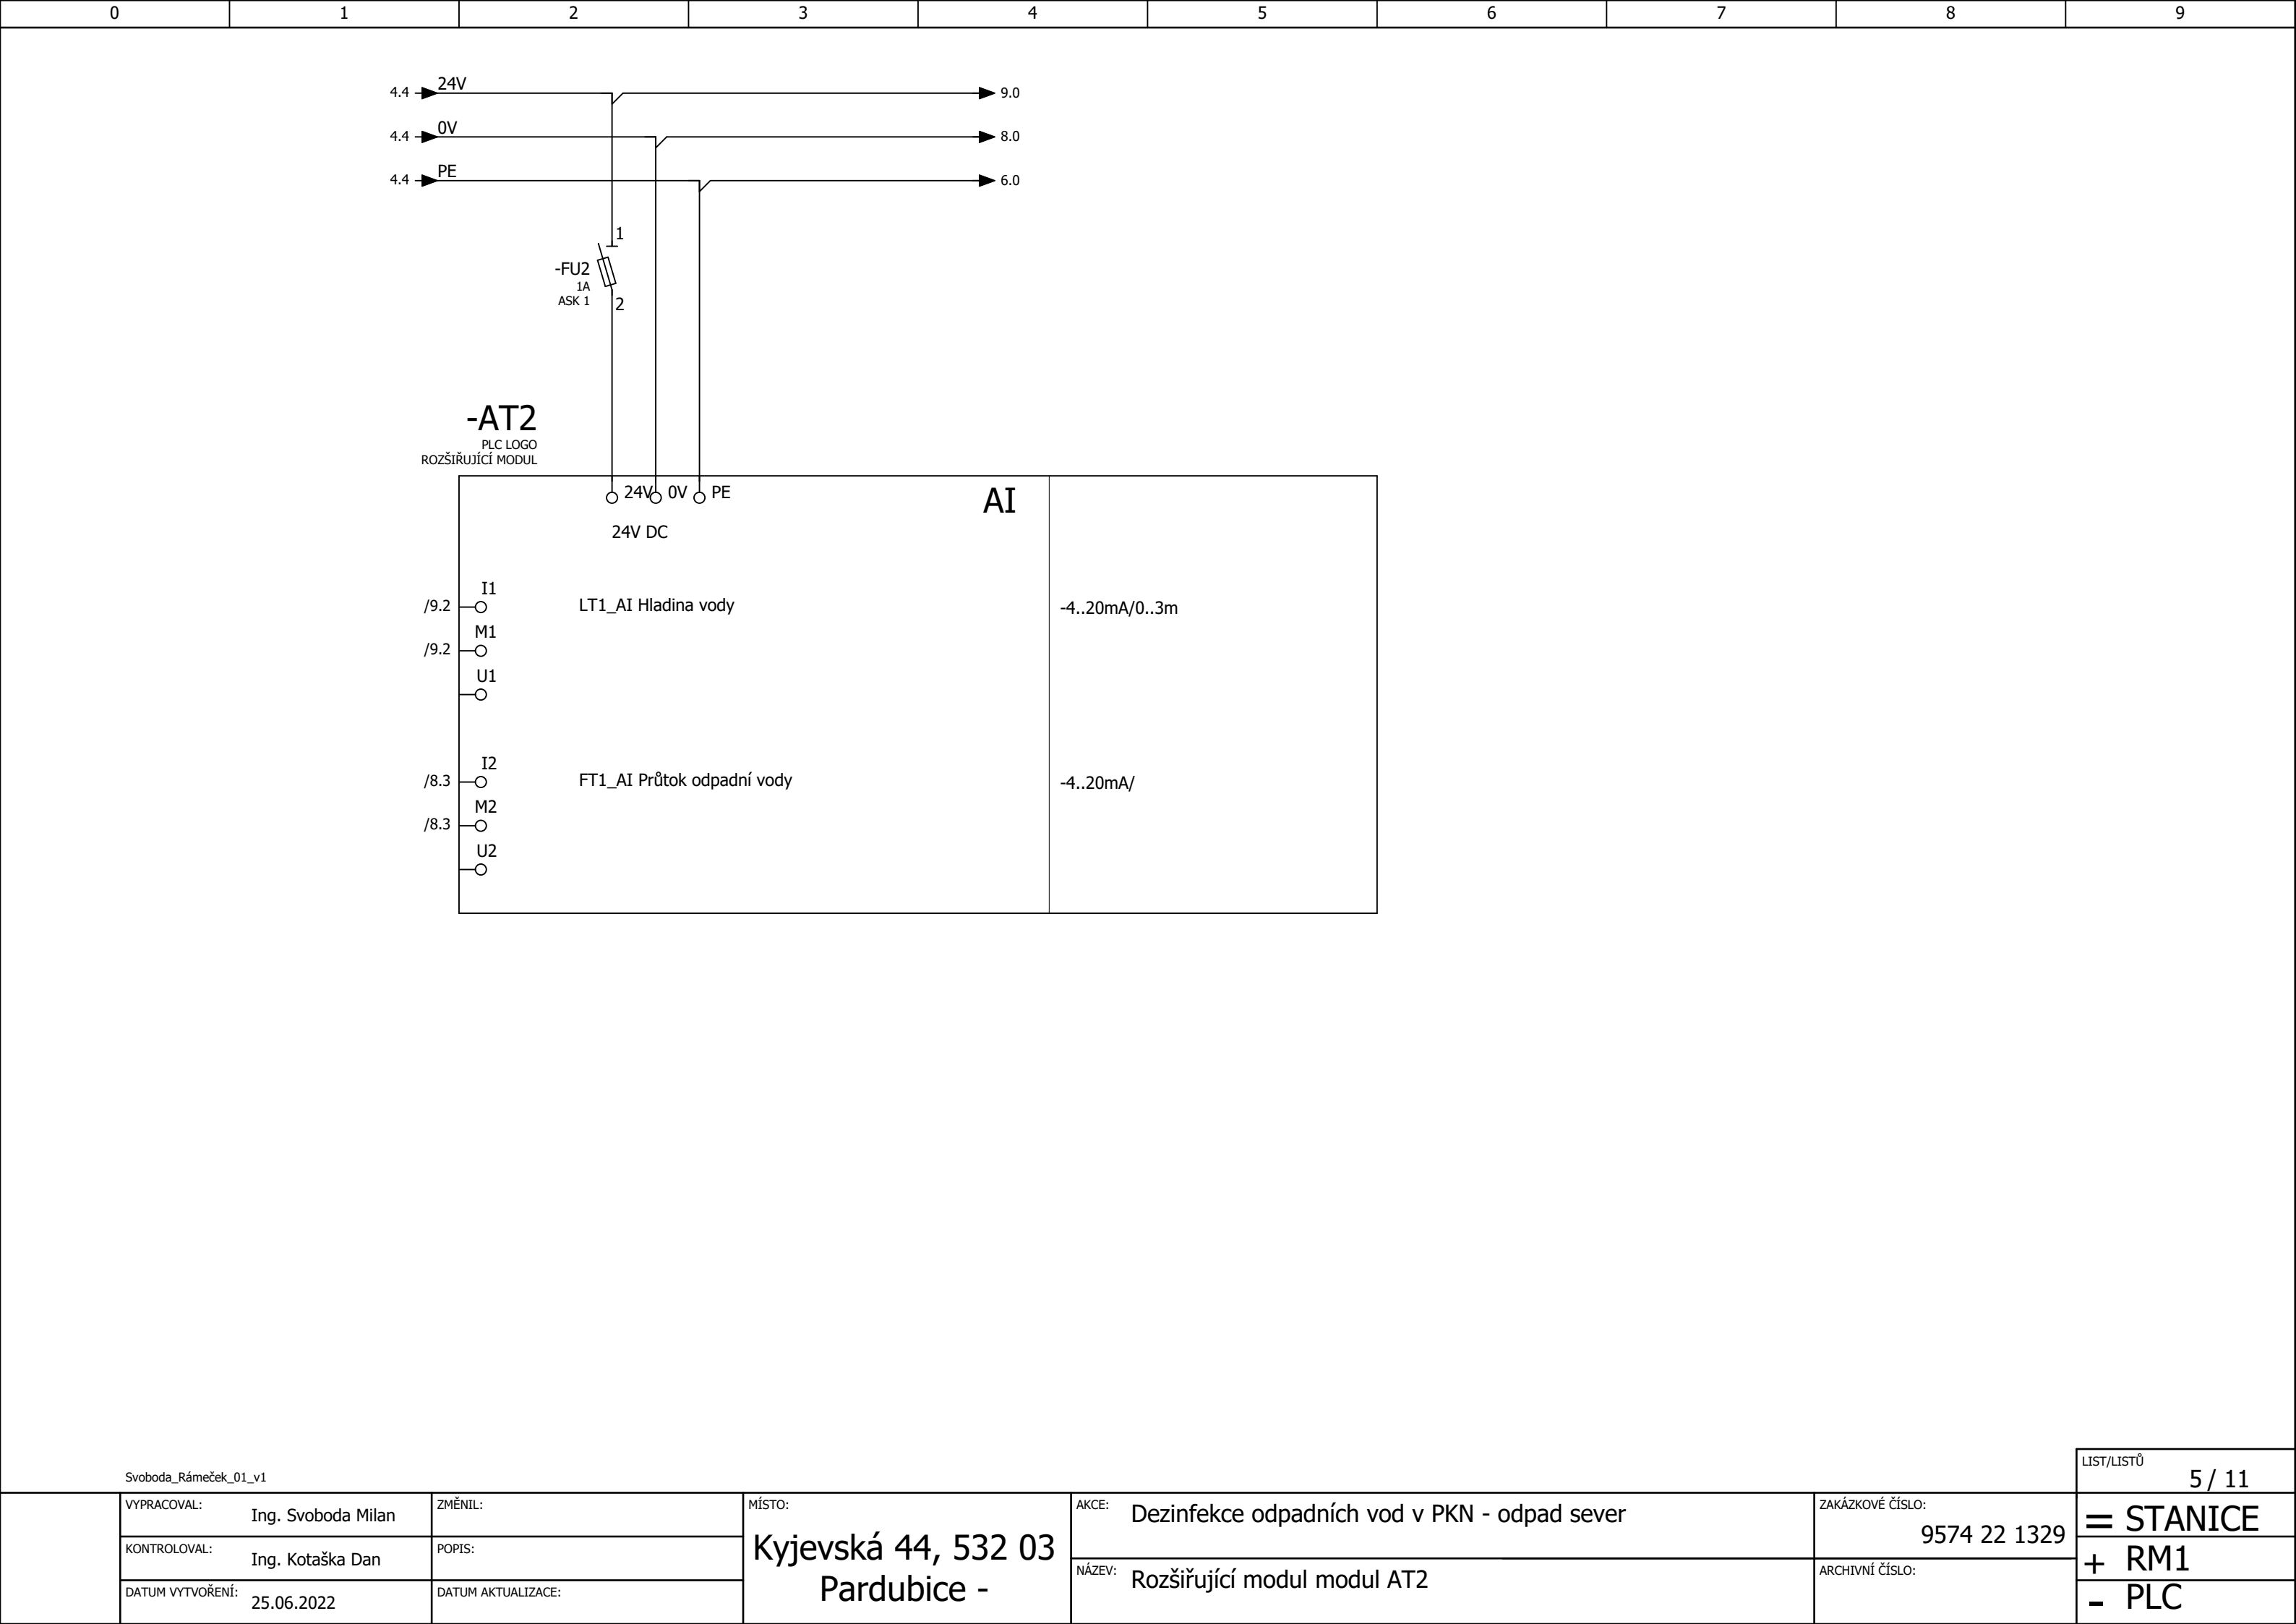 0 1 2 3 4 5 6 7 8 9
4.4 24V 9.0
4.4 0V 8.0
4.4 PE 6.0
1
-FU2
1A
ASK 1
2
-AT2
PLC LOGO
ROZŠIŘUJÍCÍ MODUL
24V 0V PE
AI
24V DC
I1
/9.2 LT1_AI Hladina vody -4..20mA/0..3m
M1
/9.2
U1
I2
/8.3 FT1_AI Průtok odpadní vody -4..20mA/
M2
/8.3
U2
Svoboda_Rámeček_01_v1
LIST/LISTŮ
5 / 11
VYPRACOVAL: Ing. Svoboda Milan
KONTROLOVAL: Ing. Kotaška Dan
DATUM VYTVOŘENÍ: 25.06.2022
ZMĚNIL:
POPIS:
DATUM AKTUALIZACE:
MÍSTO:
Kyjevská 44, 532 03
Pardubice -
AKCE: Dezinfekce odpadních vod v PKN - odpad sever
NÁZEV: Rozšiřující modul modul AT2
ZAKÁZKOVÉ ČÍSLO:
9574 22 1329
ARCHIVNÍ ČÍSLO:
= STANICE
+ RM1
- PLC